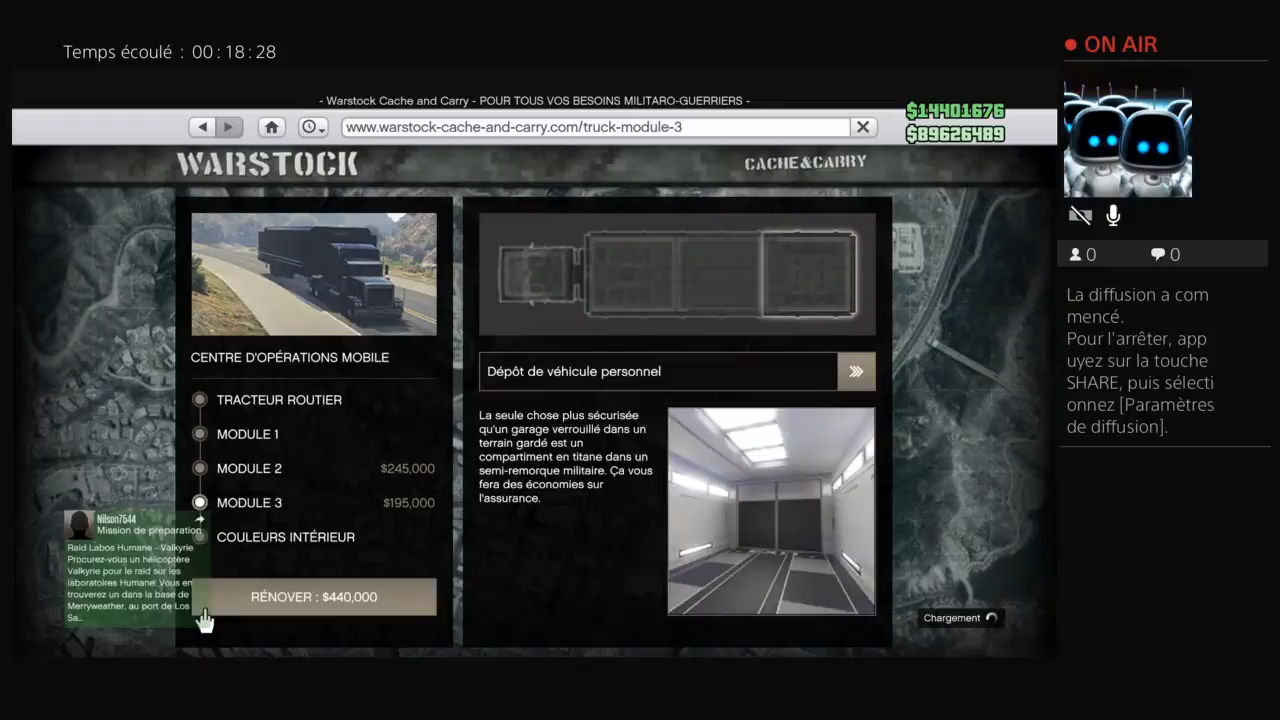 Temps écoulé : 00:18:28
ON AIR
- Warstock Cache and Carry - POUR TOUS VOS BESOINS MILITARO-GUERRIERS -
www.warstock-cache-and-carry.com/truck-module-3
$14401676
$89626489
WARSTOCK
CACHE&CARRY
CENTRE D'OPÉRATIONS MOBILE
TRACTEUR ROUTIER
MODULE 1
MODULE 2 $245,000
MODULE 3 $195,000
COULEURS INTÉRIEUR
RÉNOVER : $440,000
Dépôt de véhicule personnel
La seule chose plus sécurisée
qu'un garage verrouillé dans un
terrain gardé est un
compartiment en titane dans un
semi-remorque militaire. Ça vous
fera des économies sur
l'assurance.
Nilson7544
Mission de préparation
Raid Labos Humane - Valkyrie
Procurez-vous un hélicoptère
Valkyrie pour le raid sur les
laboratoires Humane. Vous en
trouverez un dans la base de
Merryweather, au port de Los
Sa...
Chargement
0
0
La diffusion a com
mencé.
Pour l'arrêter, app
uyez sur la touche
SHARE, puis sélecti
onnez [Paramètres
de diffusion].